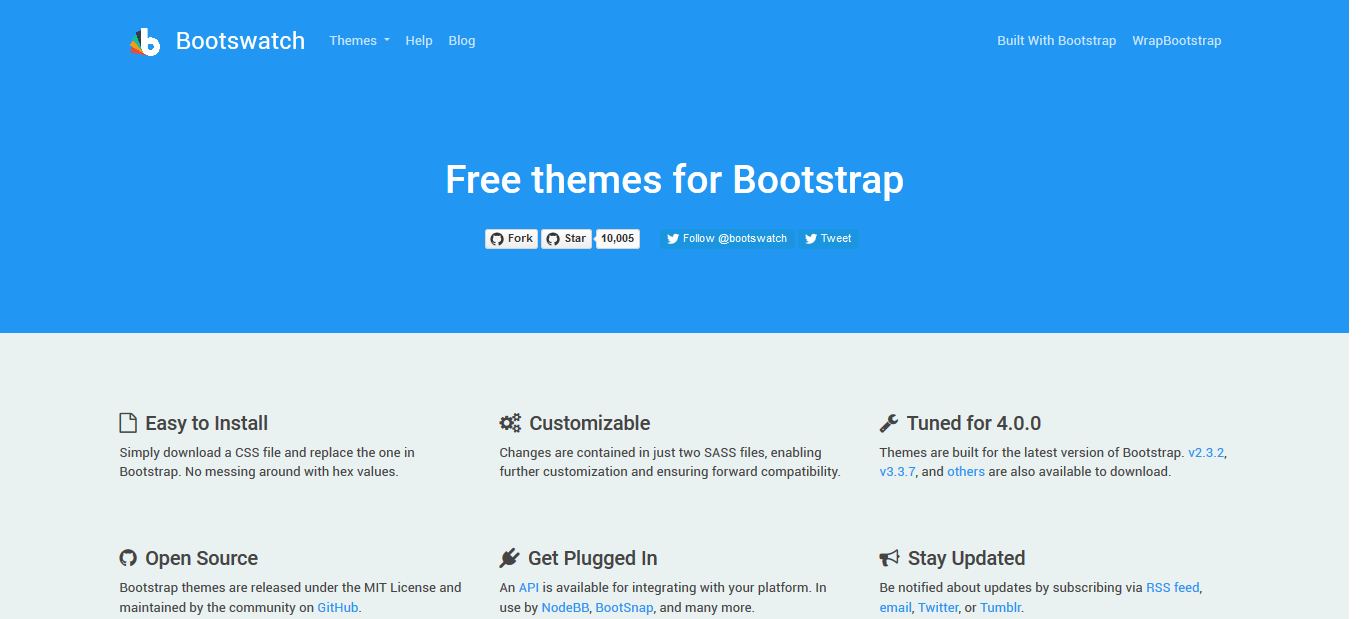 Bootswatch Themes Help Blog Built With Bootstrap WrapBootstrap
Free themes for Bootstrap
Fork Star 10,005 Follow @bootswatch Tweet
Easy to Install
Simply download a CSS file and replace the one in
Bootstrap. No messing around with hex values.
Customizable
Changes are contained in just two SASS files, enabling
further customization and ensuring forward compatibility.
Tuned for 4.0.0
Themes are built for the latest version of Bootstrap. v2.3.2,
v3.3.7, and others are also available to download.
Open Source
Bootstrap themes are released under the MIT License and
maintained by the community on GitHub.
Get Plugged In
An API is available for integrating with your platform. In
use by NodeBB, BootSnap, and many more.
Stay Updated
Be notified about updates by subscribing via RSS feed,
email, Twitter, or Tumblr.